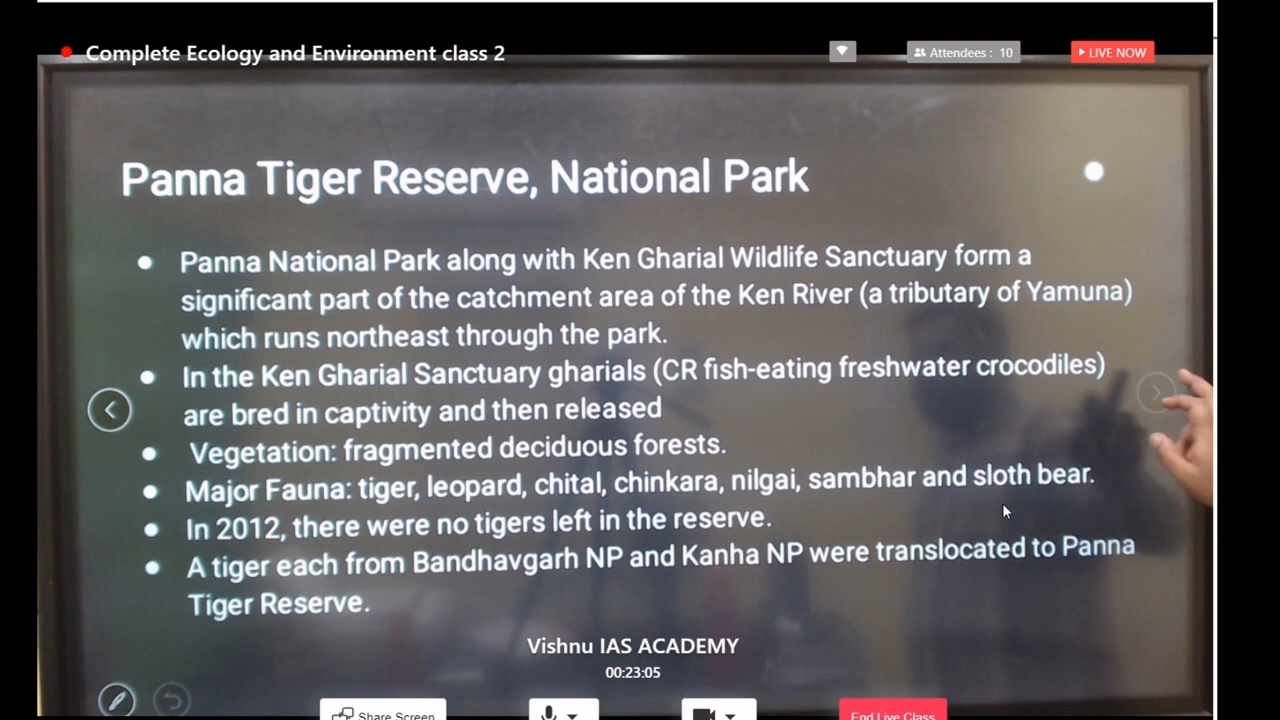 Complete Ecology and Environment class 2
Attendees : 10
LIVE NOW
Panna Tiger Reserve, National Park
Panna National Park along with Ken Gharial Wildlife Sanctuary form a
significant part of the catchment area of the Ken River (a tributary of Yamuna)
which runs northeast through the park.
In the Ken Gharial Sanctuary gharials (CR fish-eating freshwater crocodiles)
are bred in captivity and then released
Vegetation: fragmented deciduous forests.
Major Fauna: tiger, leopard, chital, chinkara, nilgai, sambhar and sloth bear.
In 2012, there were no tigers left in the reserve.
A tiger each from Bandhavgarh NP and Kanha NP were translocated to Panna
Tiger Reserve.
Vishnu IAS ACADEMY
00:23:05
Share Screen
End Live Class